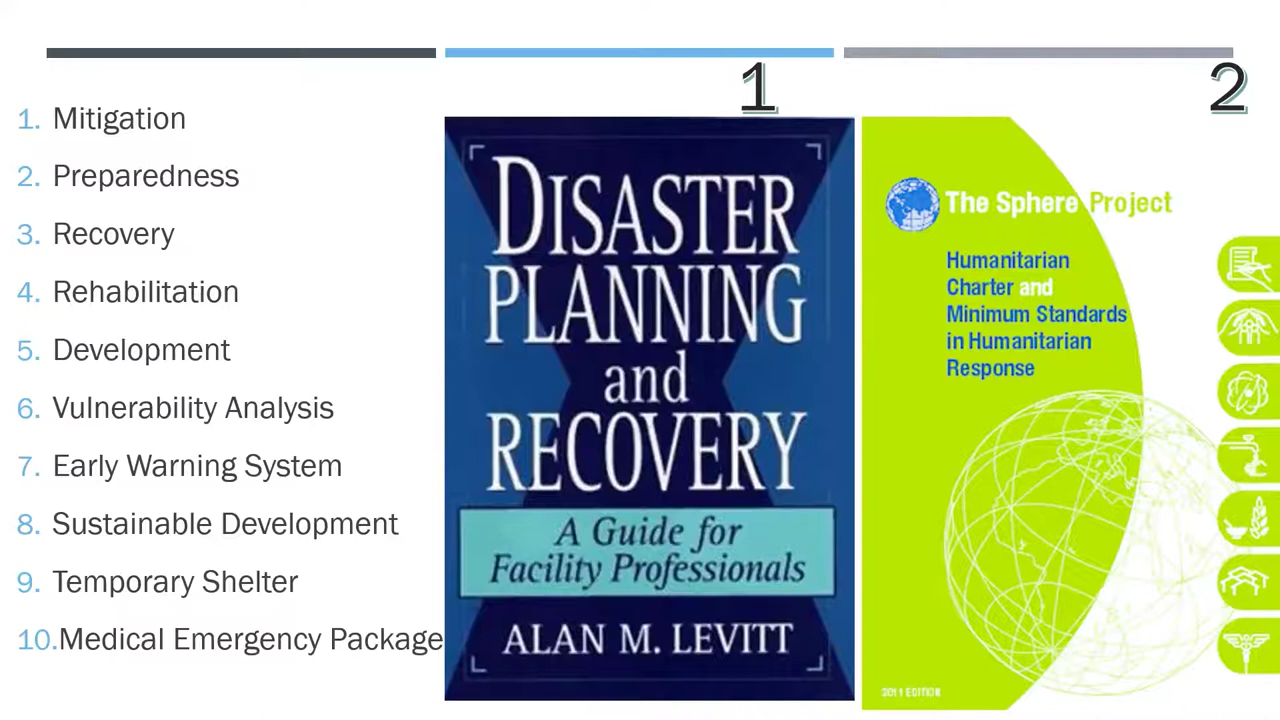 1. Mitigation
2. Preparedness
3. Recovery
4. Rehabilitation
5. Development
6. Vulnerability Analysis
7. Early Warning System
8. Sustainable Development
9. Temporary Shelter
10.Medical Emergency Package
1
DISASTER
PLANNING
and
RECOVERY
A Guide for
Facility Professionals
ALAN M. LEVITT
2
The Sphere Project
Humanitarian
Charter and
Minimum Standards
in Humanitarian
Response
2011 EDITION